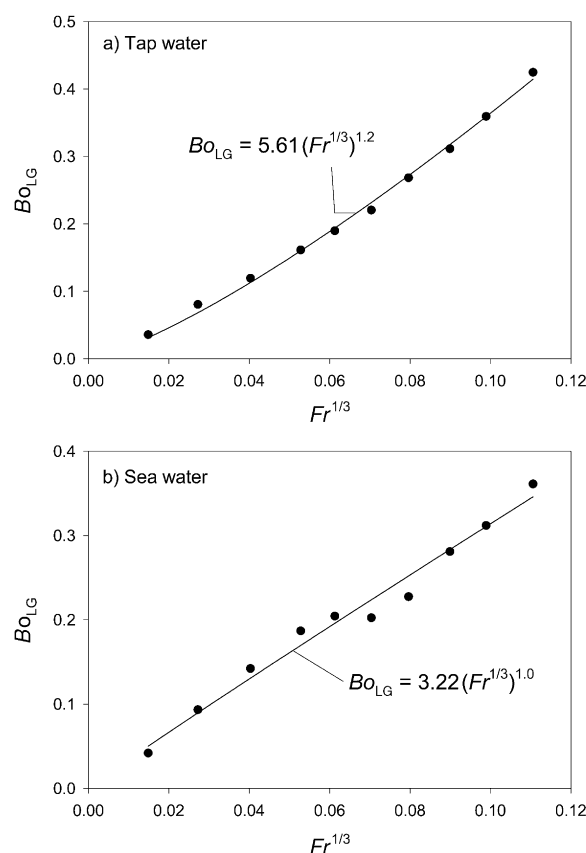 a) Tap water
0.5
0.4
0.3
0.2
0.1
0.0
Bo_LG
Bo_LG = 5.61(Fr^1/3)^1.2
0.00 0.02 0.04 0.06 0.08 0.10 0.12
Fr^1/3
b) Sea water
0.4
0.3
0.2
0.1
0.0
Bo_LG
Bo_LG = 3.22(Fr^1/3)^1.0
0.00 0.02 0.04 0.06 0.08 0.10 0.12
Fr^1/3